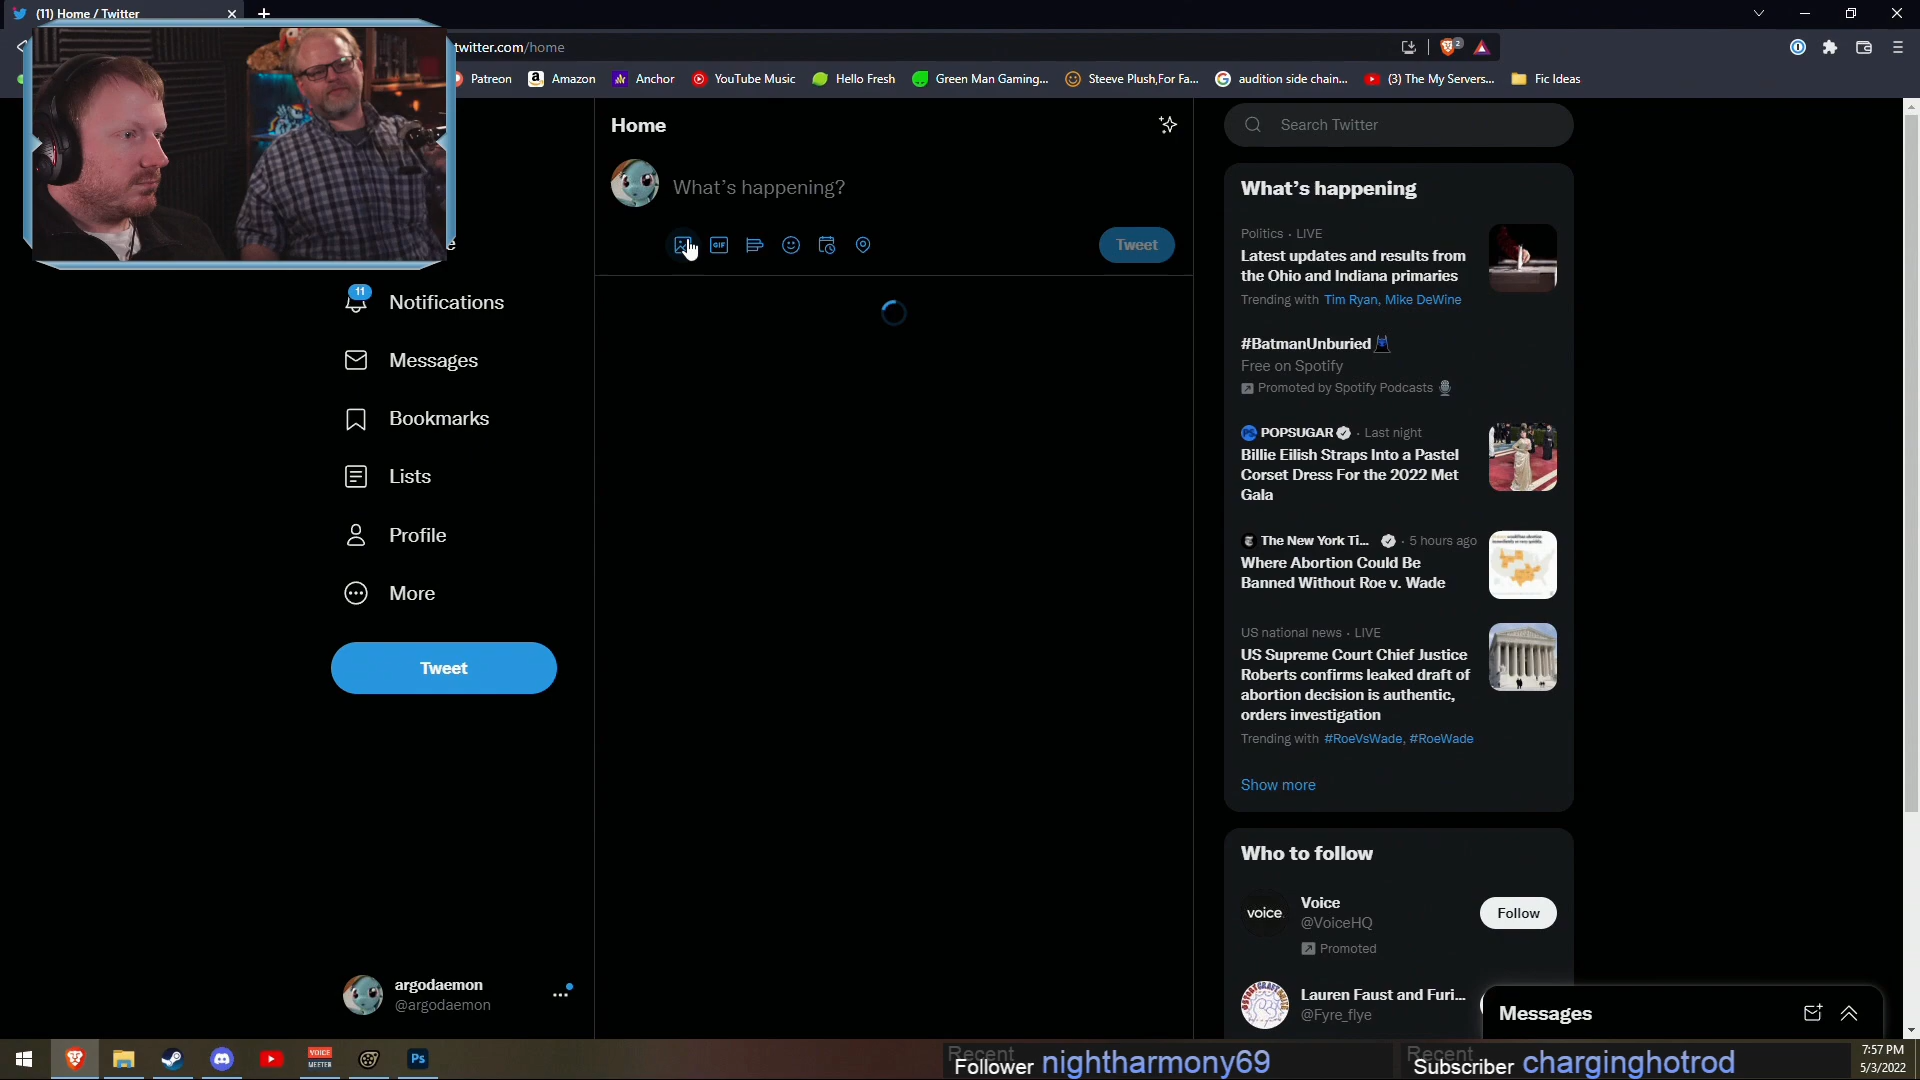 (11) Home / Twitter
twitter.com/home
2
Patreon
Amazon
Anchor
YouTube Music
Hello Fresh
Green Man Gaming...
Steeve Plush,For Fa...
audition side chain...
(3) The My Servers...
Fic Ideas
Home
What's happening?
GIF
Tweet
11
Notifications
Messages
Bookmarks
Lists
Profile
More
Tweet
argodaemon
@argodaemon
Search Twitter
What's happening
Politics · LIVE
Latest updates and results from
the Ohio and Indiana primaries
Trending with Tim Ryan, Mike DeWine
#BatmanUnburied
Free on Spotify
Promoted by Spotify Podcasts
POPSUGAR · Last night
Billie Eilish Straps Into a Pastel
Corset Dress For the 2022 Met
Gala
The New York Ti... · 5 hours ago
Where Abortion Could Be
Banned Without Roe v. Wade
US national news · LIVE
US Supreme Court Chief Justice
Roberts confirms leaked draft of
abortion decision is authentic,
orders investigation
Trending with #RoeVsWade, #RoeWade
Show more
Who to follow
voice
Voice
@VoiceHQ
Promoted
Follow
Lauren Faust and Furi...
@Fyre_flye
Messages
VOICE
MEETER
Ps
Recent
Follower nightharmony69
Recent
Subscriber charginghotrod
7:57 PM
5/3/2022